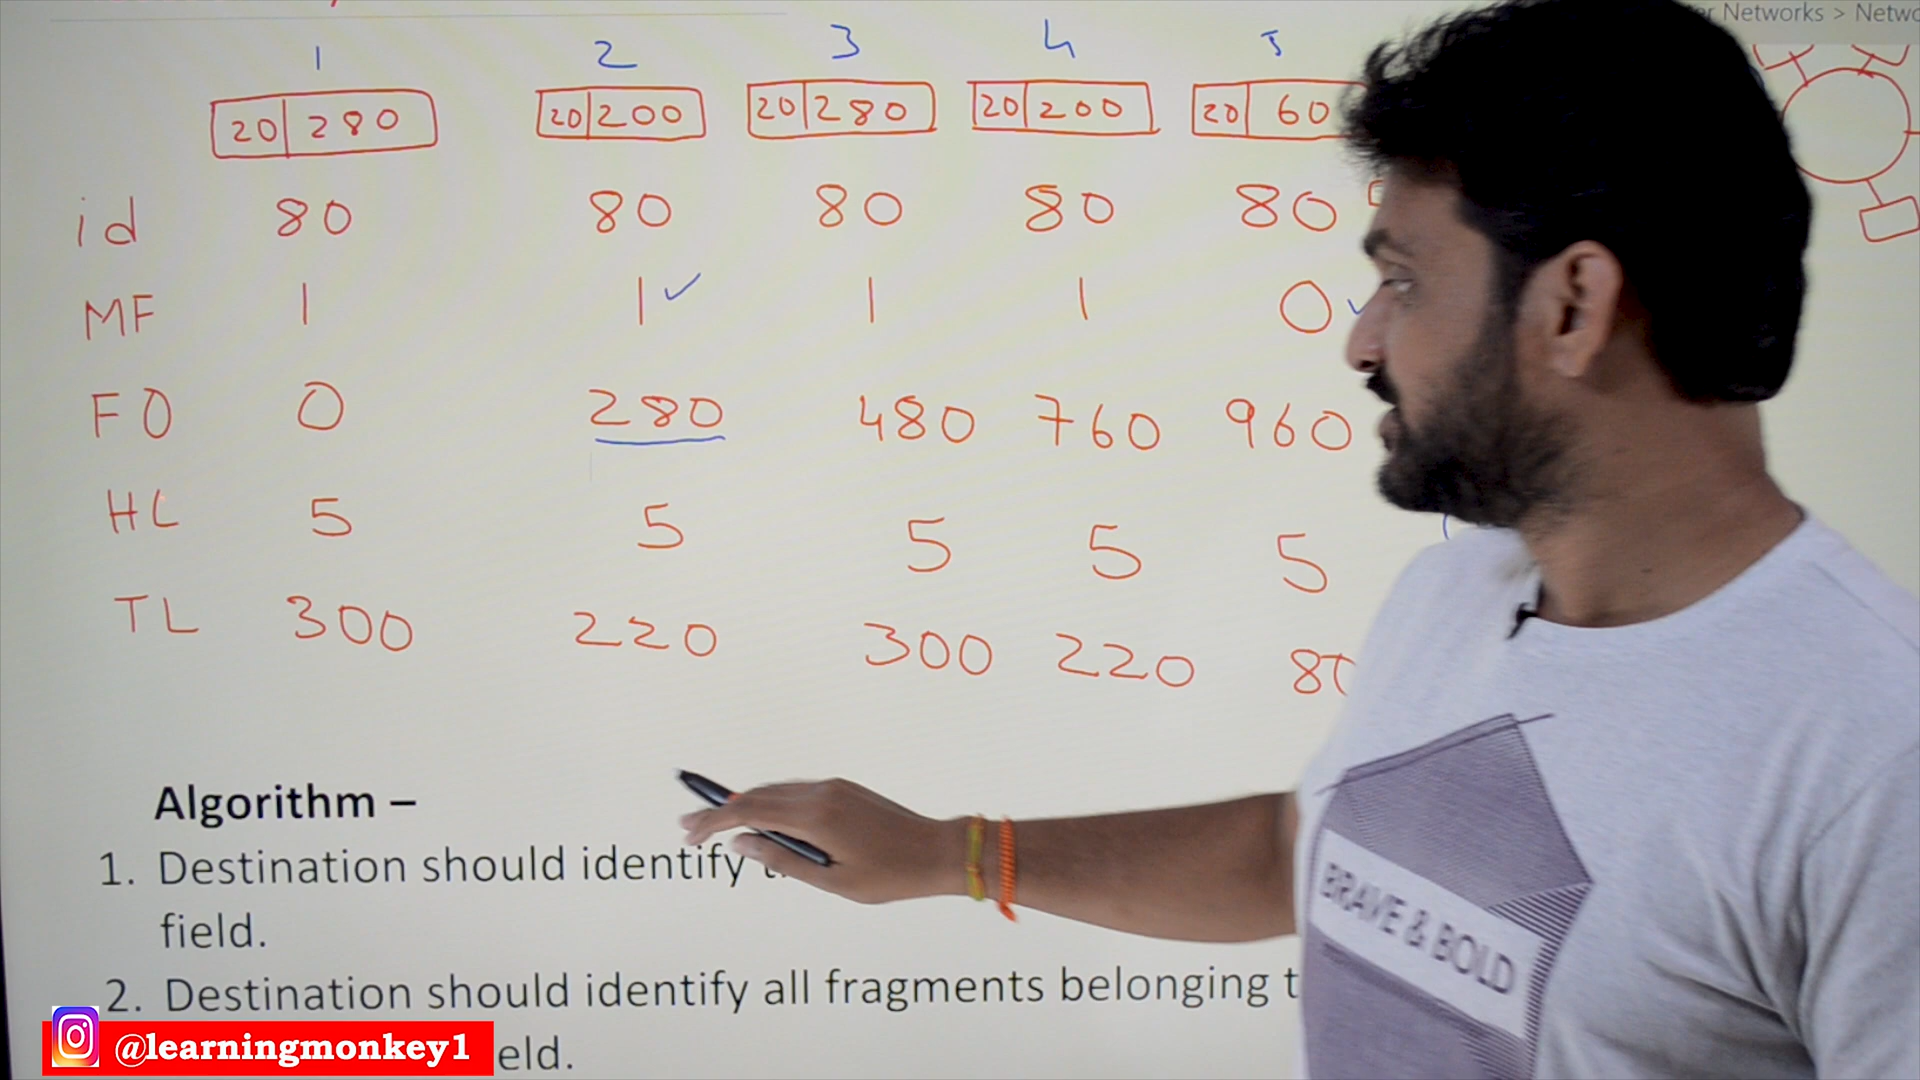 Networks > Netwo
1 2 3 4 5
20 280 20 200 20 280 20 200 20 60
id 80 80 80 80 80
MF 1 1 1 1 0
FO 0 280 480 760 960
HL 5 5 5 5 5
TL 300 220 300 220 80
Algorithm –
1. Destination should identify
field.
2. Destination should identify all fragments belonging t
@learningmonkey1 eld.
BRAVE & BOLD